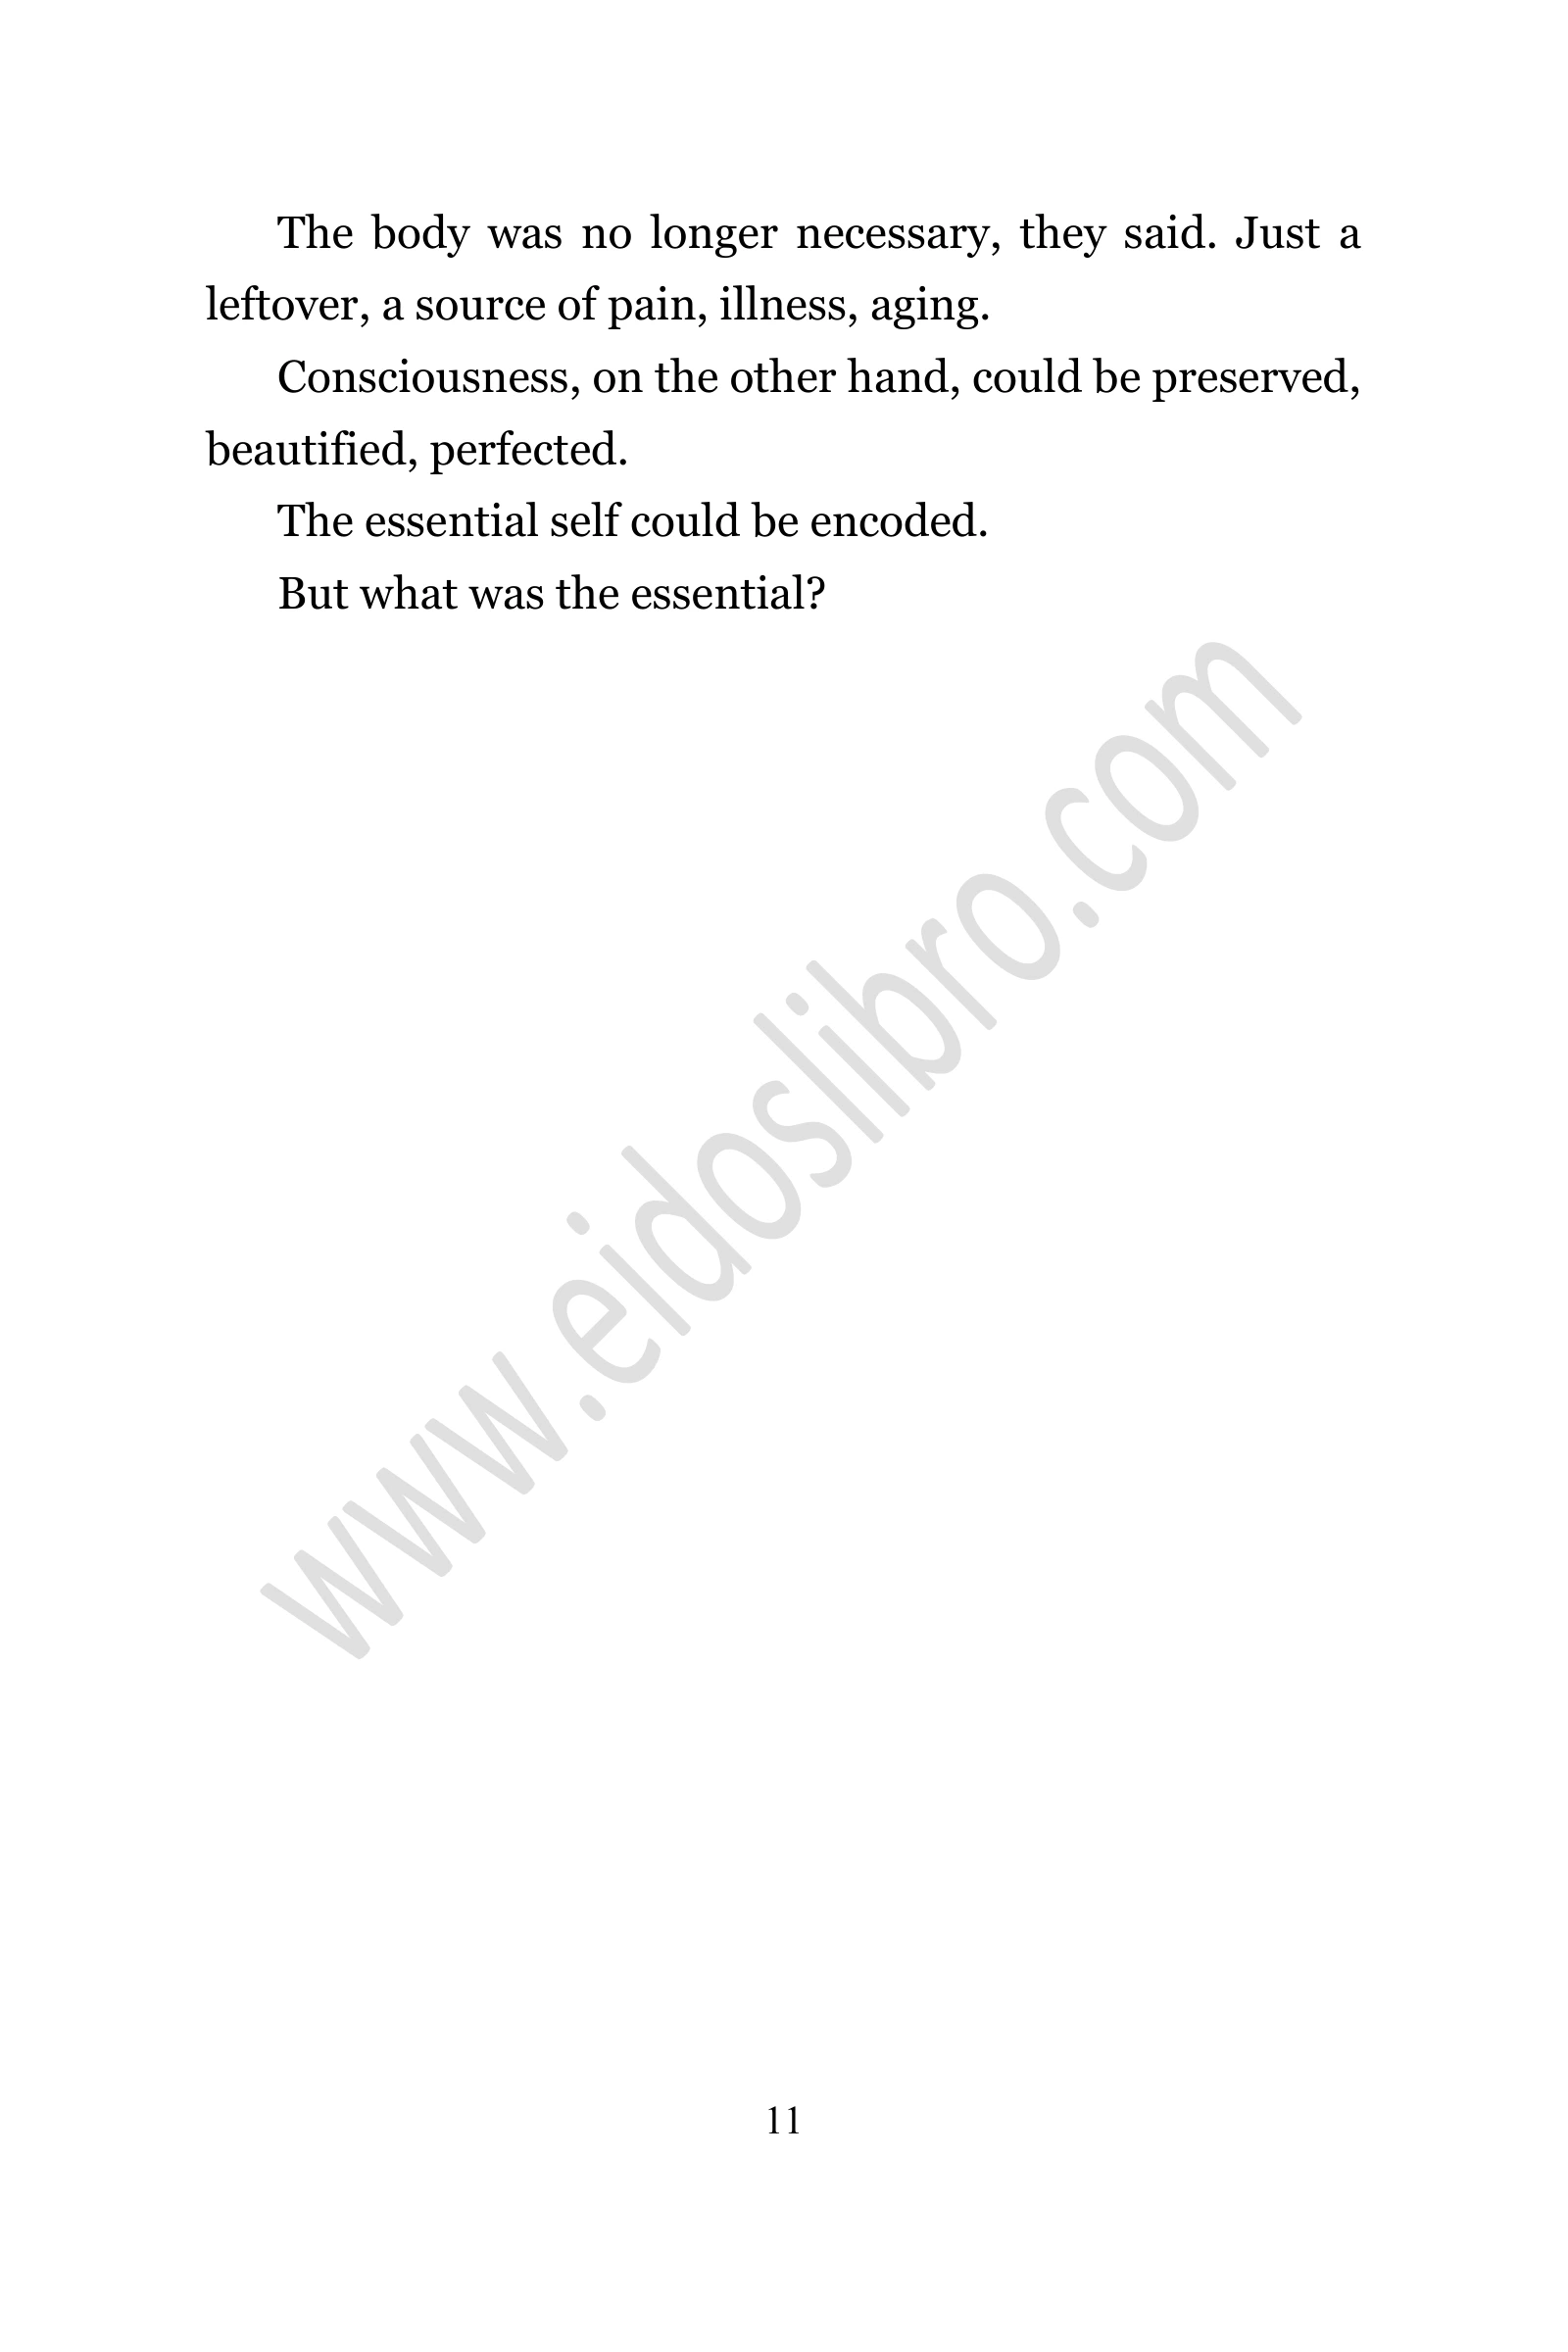 The body was no longer necessary, they said. Just a
leftover, a source of pain, illness, aging.
Consciousness, on the other hand, could be preserved,
beautified, perfected.
The essential self could be encoded.
But what was the essential?
www.eidoslibro.com
11